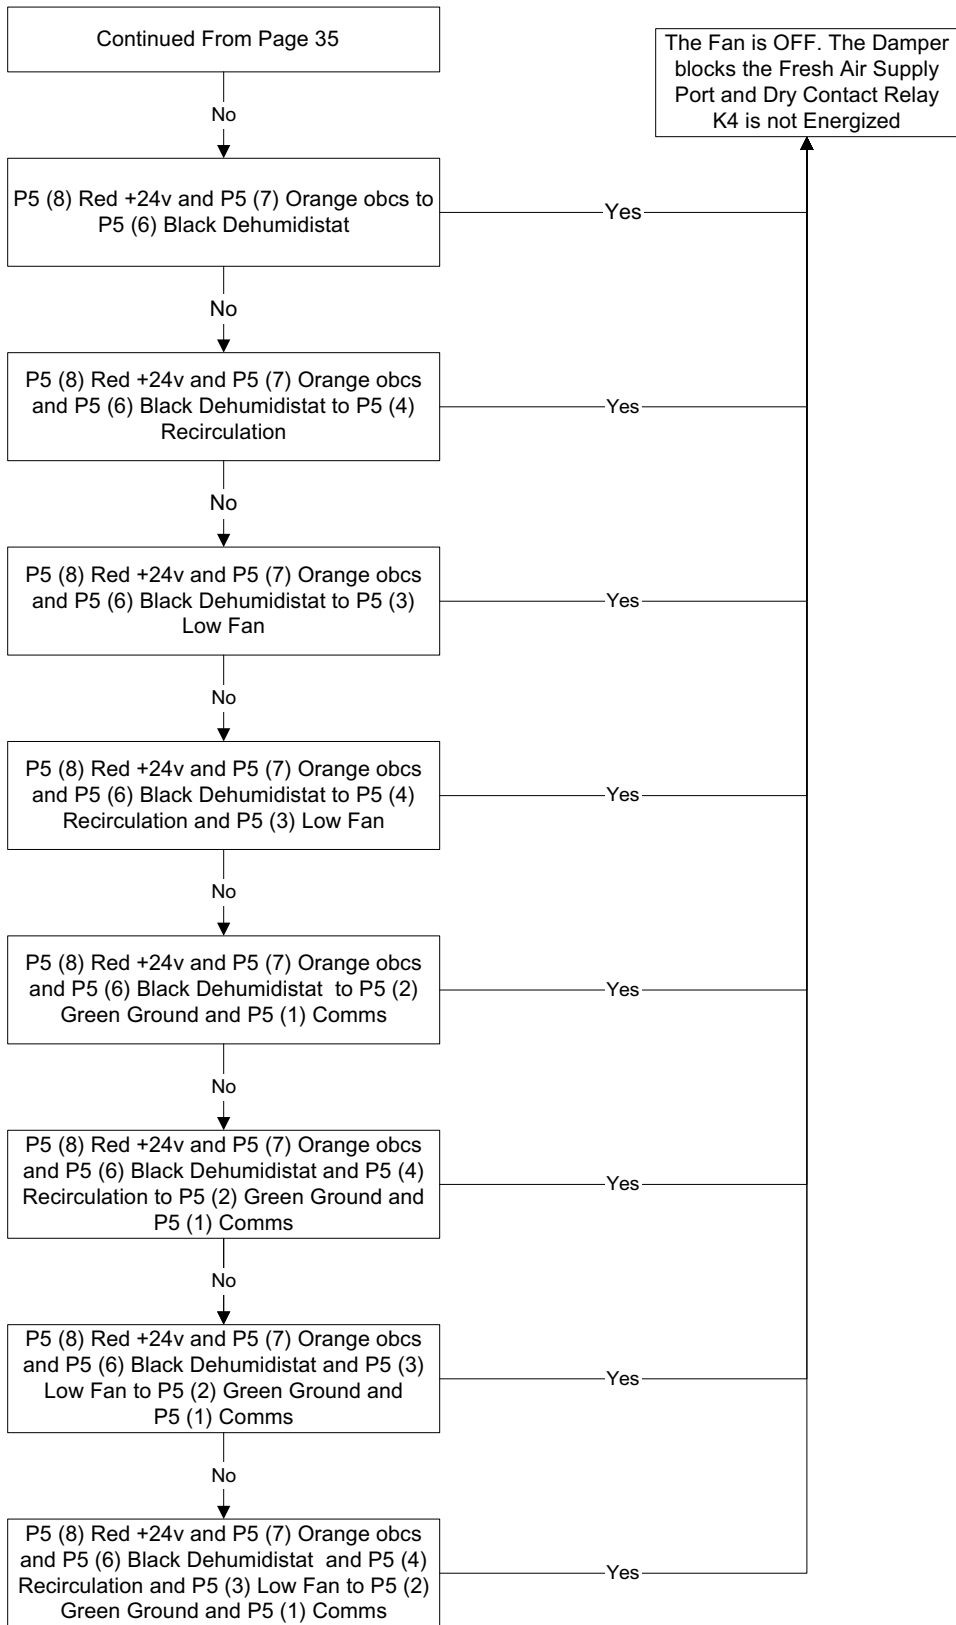 Continued From Page 35
The Fan is OFF. The Damper
blocks the Fresh Air Supply
Port and Dry Contact Relay
K4 is not Energized
No
P5 (8) Red +24v and P5 (7) Orange obcs to
P5 (6) Black Dehumidistat
Yes
No
P5 (8) Red +24v and P5 (7) Orange obcs
and P5 (6) Black Dehumidistat to P5 (4)
Recirculation
Yes
No
P5 (8) Red +24v and P5 (7) Orange obcs
and P5 (6) Black Dehumidistat to P5 (3)
Low Fan
Yes
No
P5 (8) Red +24v and P5 (7) Orange obcs
and P5 (6) Black Dehumidistat to P5 (4)
Recirculation and P5 (3) Low Fan
Yes
No
P5 (8) Red +24v and P5 (7) Orange obcs
and P5 (6) Black Dehumidistat to P5 (2)
Green Ground and P5 (1) Comms
Yes
No
P5 (8) Red +24v and P5 (7) Orange obcs
and P5 (6) Black Dehumidistat and P5 (4)
Recirculation to P5 (2) Green Ground and
P5 (1) Comms
Yes
No
P5 (8) Red +24v and P5 (7) Orange obcs
and P5 (6) Black Dehumidistat and P5 (3)
Low Fan to P5 (2) Green Ground and
P5 (1) Comms
Yes
No
P5 (8) Red +24v and P5 (7) Orange obcs
and P5 (6) Black Dehumidistat and P5 (4)
Recirculation and P5 (3) Low Fan to P5 (2)
Green Ground and P5 (1) Comms
Yes